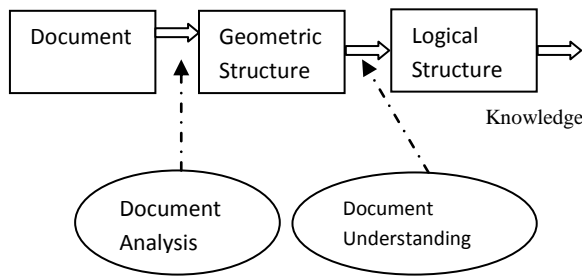 Document
Geometric
Structure
Logical
Structure
Knowledge
Document
Analysis
Document
Understanding